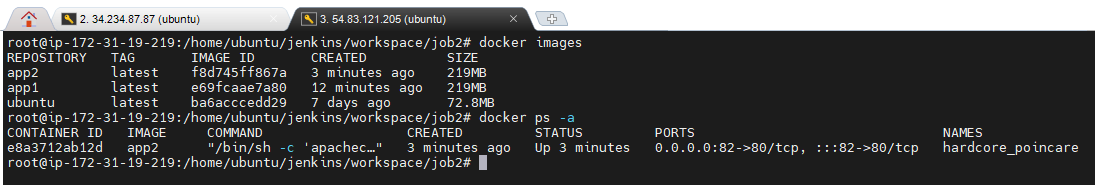 2. 34.234.87.87 (ubuntu) 3. 54.83.121.205 (ubuntu)
root@ip-172-31-19-219:/home/ubuntu/jenkins/workspace/job2# docker images
REPOSITORY TAG IMAGE ID CREATED SIZE
app2 latest f8d745ff867a 3 minutes ago 219MB
app1 latest e69fcaae7a80 12 minutes ago 219MB
ubuntu latest ba6acccedd29 7 days ago 72.8MB
root@ip-172-31-19-219:/home/ubuntu/jenkins/workspace/job2# docker ps -a
CONTAINER ID IMAGE COMMAND CREATED STATUS PORTS NAMES
e8a3712ab12d app2 "/bin/sh -c 'apachec…" 3 minutes ago Up 3 minutes 0.0.0.0:82->80/tcp, :::82->80/tcp hardcore_poincare
root@ip-172-31-19-219:/home/ubuntu/jenkins/workspace/job2#